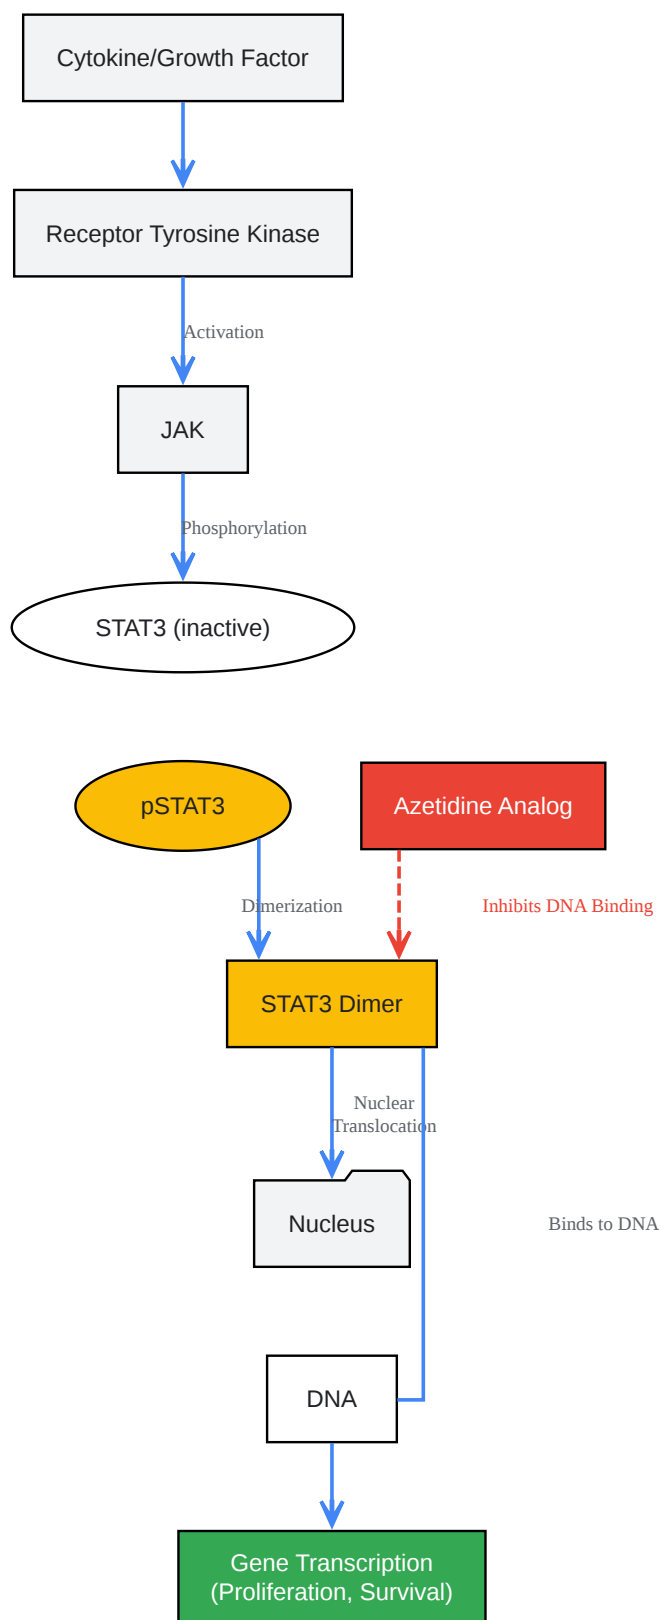 Cytokine/Growth Factor
Receptor Tyrosine Kinase
Activation
JAK
Phosphorylation
STAT3 (inactive)
pSTAT3
Azetidine Analog
Dimerization
Inhibits DNA Binding
STAT3 Dimer
Nuclear
Translocation
Nucleus
Binds to DNA
DNA
Gene Transcription
(Proliferation, Survival)